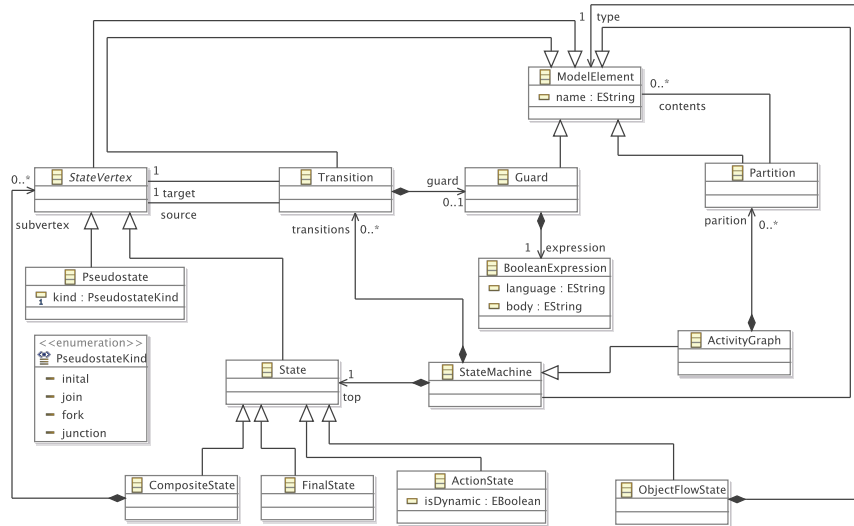 1
type
ModelElement
name : EString
0..*
contents
0..*
StateVertex
1
1 target
source
Transition
guard
0..1
Guard
Partition
subvertex
transitions
0..*
parition
0..*
1
expression
Pseudostate
kind : PseudostateKind
1
BooleanExpression
language : EString
body : EString
<<enumeration>>
PseudostateKind
inital
join
fork
junction
State
1
top
StateMachine
ActivityGraph
CompositeState
FinalState
ActionState
isDynamic : EBoolean
ObjectFlowState